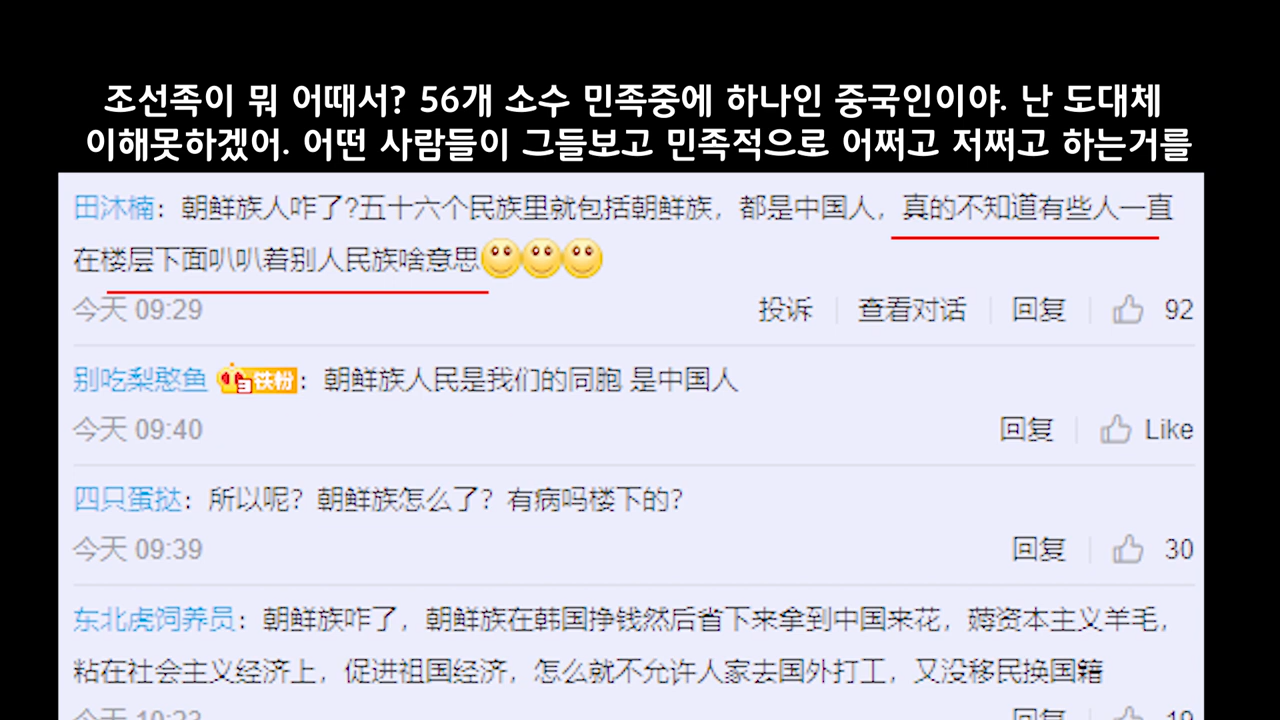 조선족이 뭐 어때서? 56개 소수 민족중에 하나인 중국인이야. 난 도대체
이해못하겠어. 어떤 사람들이 그들보고 민족적으로 어쩌고 저쩌고 하는거를
田沐楠：朝鲜族人咋了?五十六个民族里就包括朝鲜族，都是中国人，真的不知道有些人一直
在楼层下面叭叭着别人民族啥意思
今天 09:29 投诉 查看对话 回复 92
别吃梨憨鱼 铁粉：朝鲜族人民是我们的同胞 是中国人
今天 09:40 回复 Like
四只蛋挞：所以呢？朝鲜族怎么了？有病吗楼下的？
今天 09:39 回复 30
东北虎饲养员：朝鲜族咋了，朝鲜族在韩国挣钱然后省下来拿到中国来花，薅资本主义羊毛，
粘在社会主义经济上，促进祖国经济，怎么就不允许人家去国外打工，又没移民换国籍
今天 回复